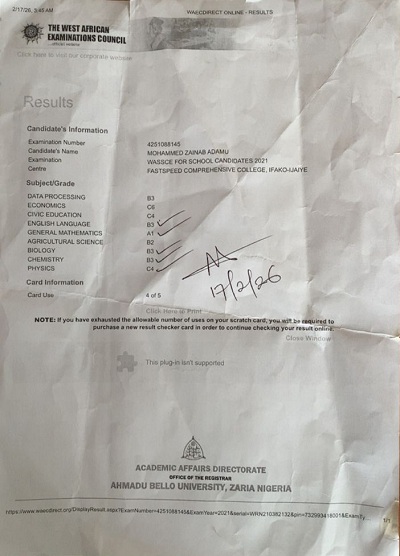 2/17/26, 9:45 AM
WAECDIRECT ONLINE - RESULTS
THE WEST AFRICAN
EXAMINATIONS COUNCIL
Click here to visit our corporate website
Results
Candidate's Information
Examination Number 4251088145
Candidate's Name MOHAMMED ZAINAB ADAMU
Examination WASSCE FOR SCHOOL CANDIDATES 2021
Centre FASTSPEED COMPREHENSIVE COLLEGE, IFAKO-IJAIYE
Subject/Grade
DATA PROCESSING B3
ECONOMICS C6
CIVIC EDUCATION C4
ENGLISH LANGUAGE B3
GENERAL MATHEMATICS A1
AGRICULTURAL SCIENCE B2
BIOLOGY B3
CHEMISTRY B3
PHYSICS C4
17/2/26
Card Information
Card Use 4 of 5
Click Here to Print
NOTE: If you have exhausted the allowable number of uses on your scratch card, you will be required to
purchase a new result checker card in order to continue checking your result online.
Close Window
This plug-in isn't supported
ACADEMIC AFFAIRS DIRECTORATE
OFFICE OF THE REGISTRAR
AHMADU BELLO UNIVERSITY, ZARIA NIGERIA
1/1